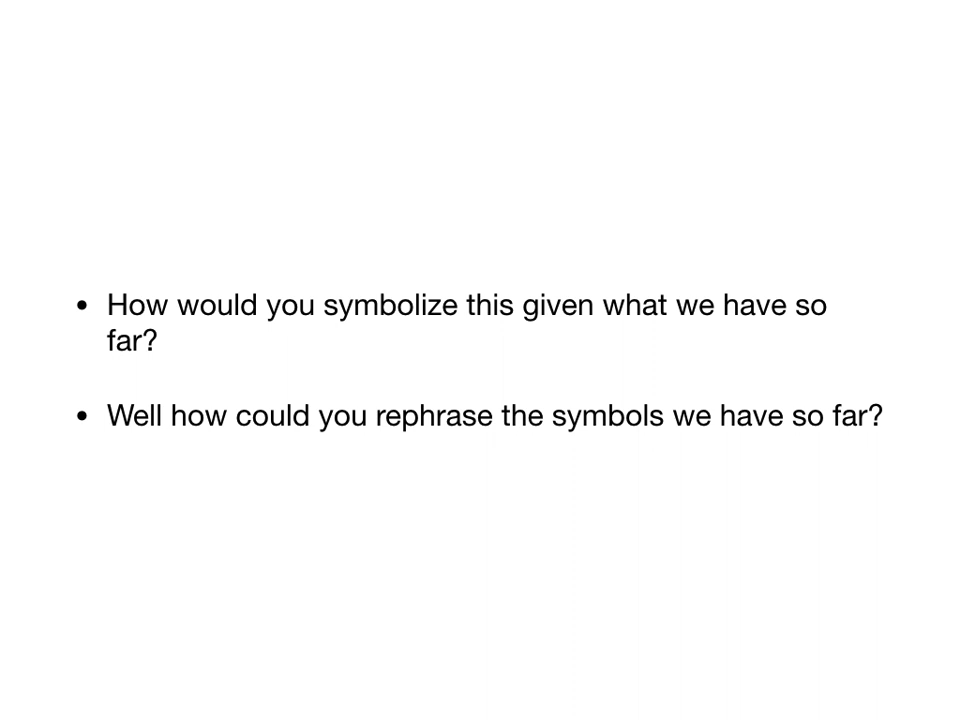 • How would you symbolize this given what we have so
far?
• Well how could you rephrase the symbols we have so far?